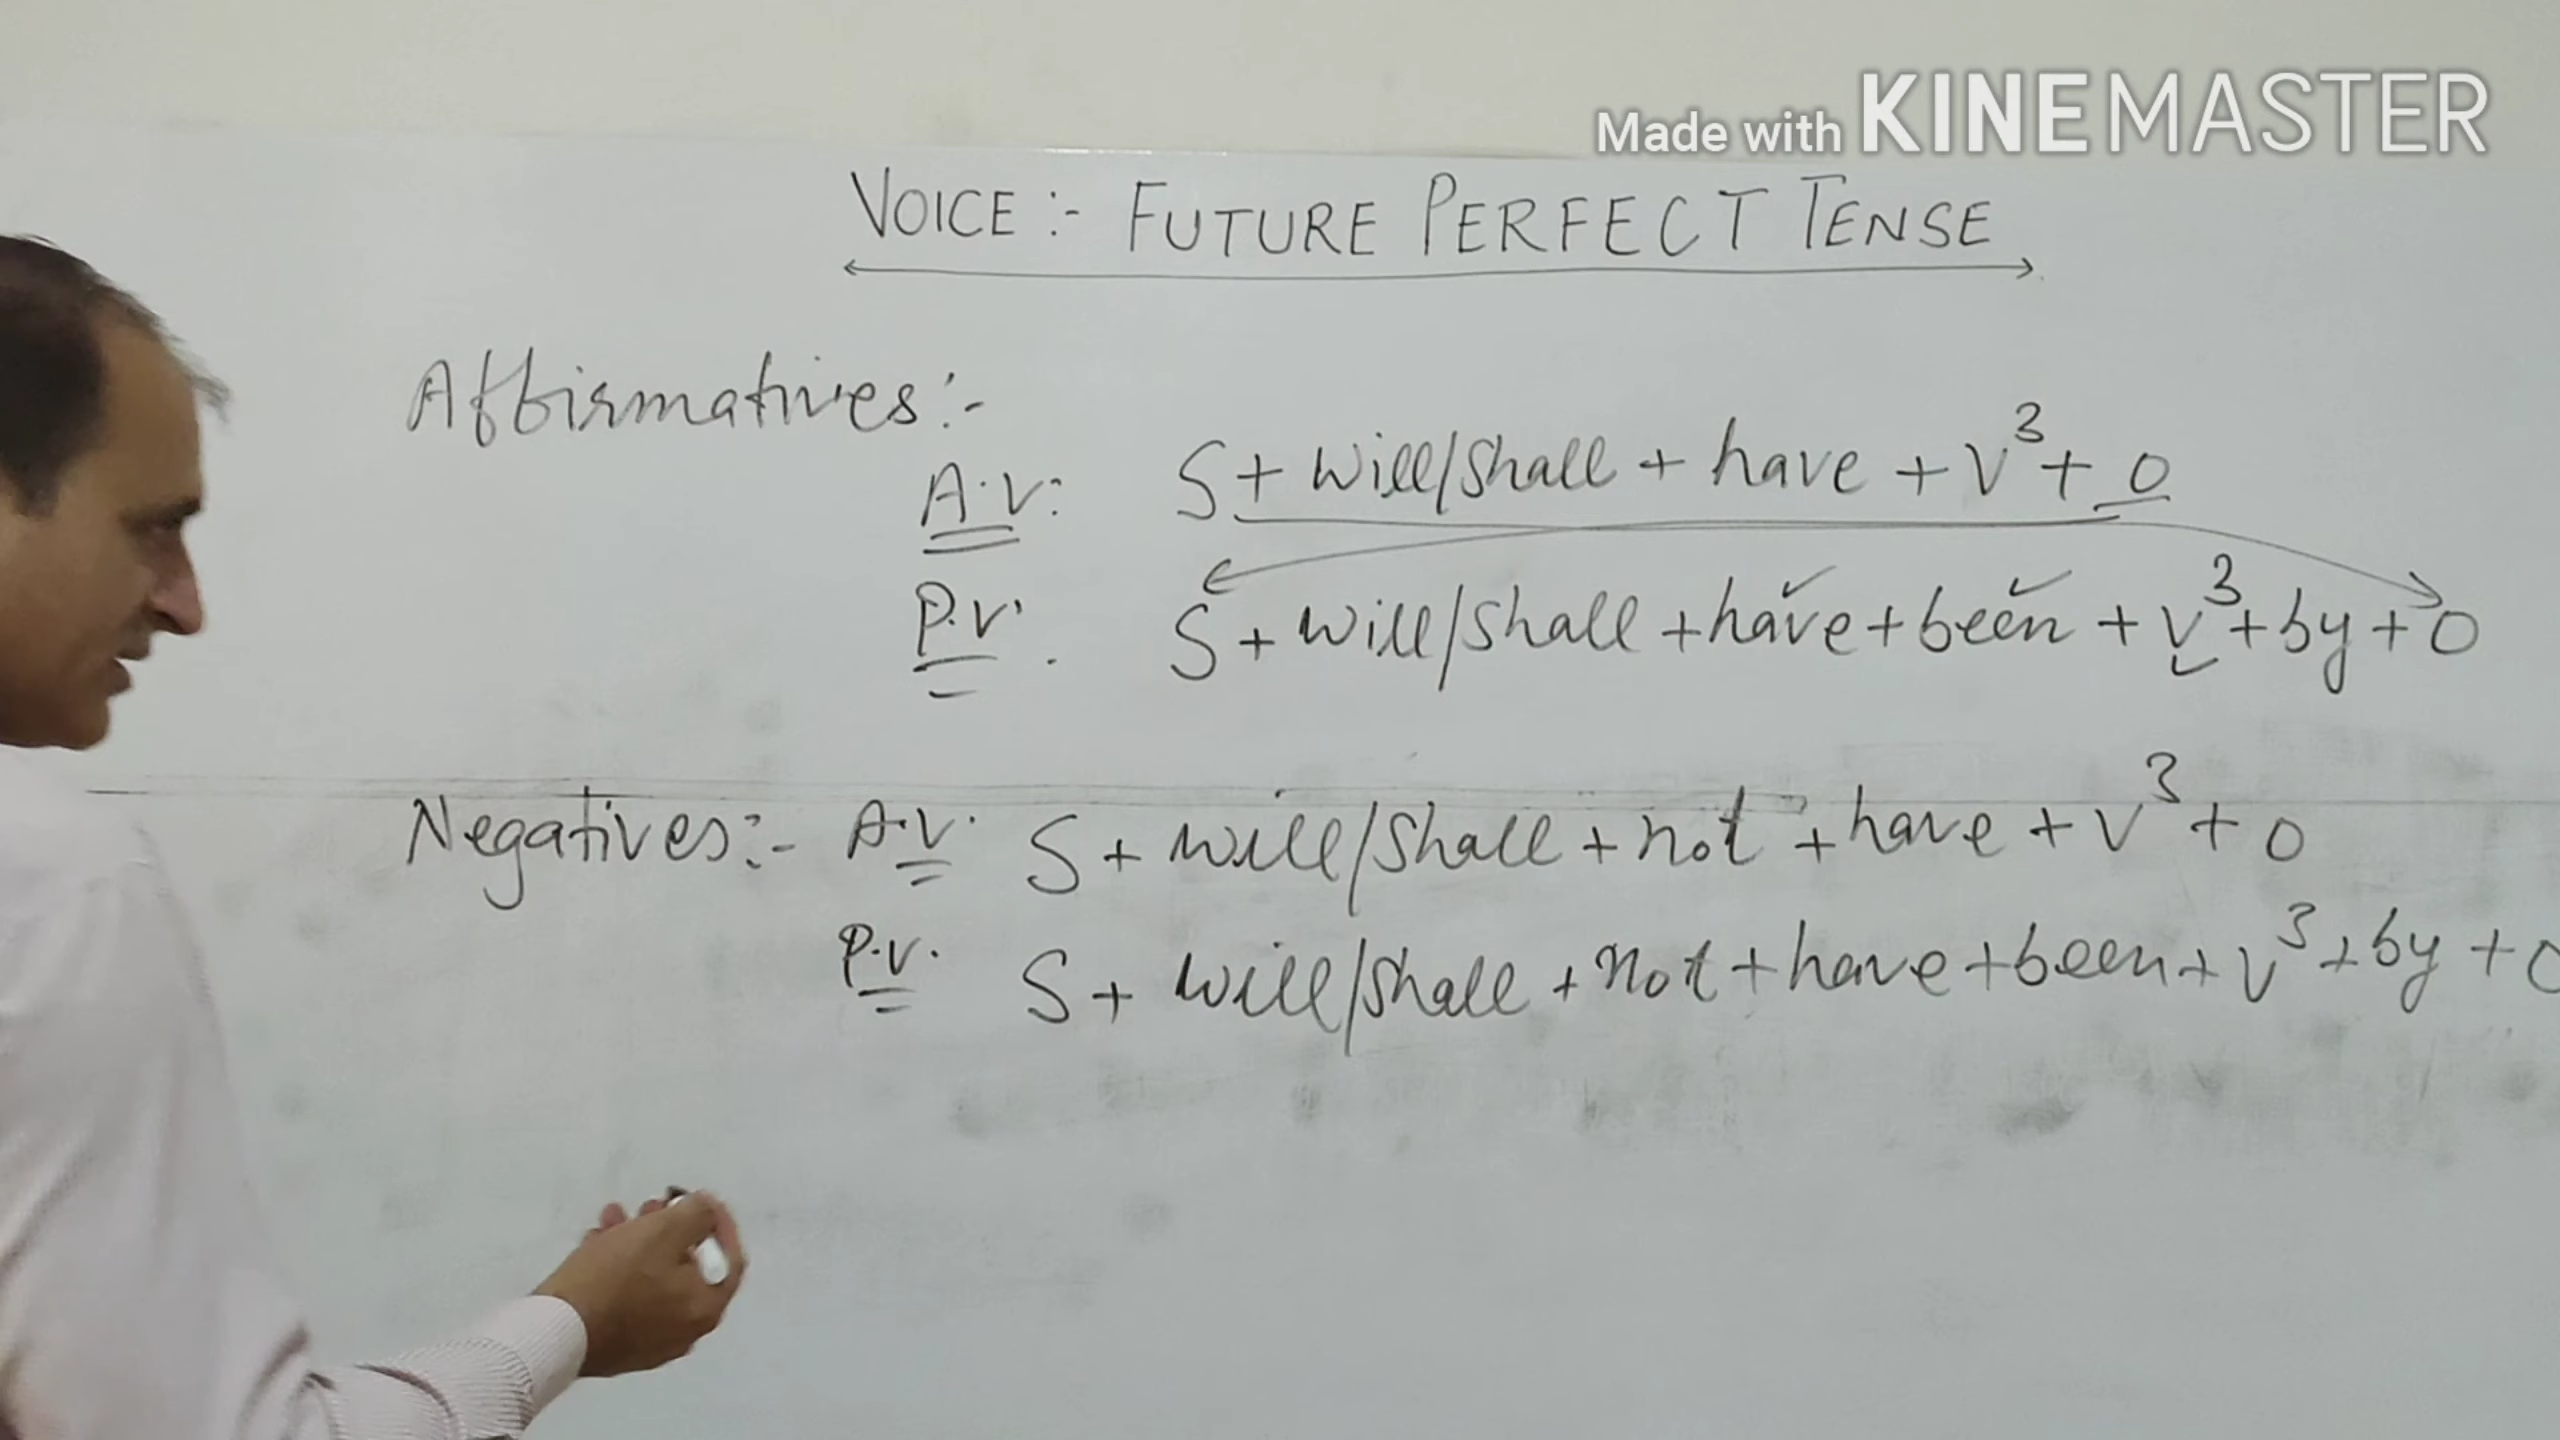 Made with KINEMASTER
VOICE :- FUTURE PERFECT TENSE
Affirmatives :-
A.V: S + will/shall + have + V³ + O
P.V. S + will/shall + have + been + V³ + by + O
Negatives :- A.V. S + will/shall + not + have + V³ + O
P.V. S + will/shall + not + have + been + V³ + by + O